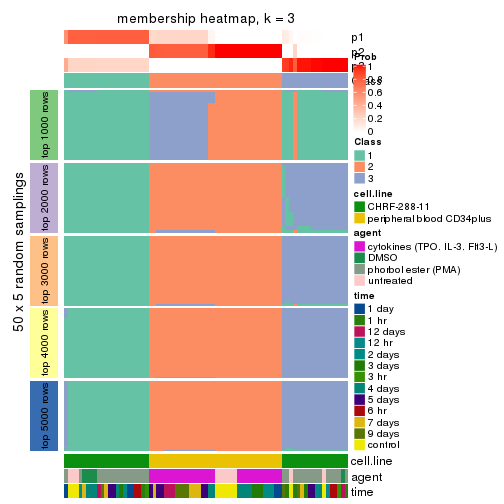 membership heatmap, k = 3
p1
p2
p3
Prob
1
0.8
0.6
0.4
0.2
0
Class
1
2
3
cell.line
CHRF-288-11
peripheral blood CD34plus
agent
cytokines (TPO. IL-3. Flt3-L)
DMSO
phorbol ester (PMA)
untreated
time
1 day
1 hr
12 days
12 hr
2 days
3 days
3 hr
4 days
5 days
6 hr
7 days
9 days
control
50 x 5 random samplings
top 1000 rows
top 2000 rows
top 3000 rows
top 4000 rows
top 5000 rows
cell.line
agent
time